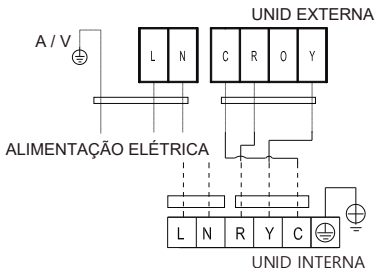 UNID EXTERNA
A / V
L N C R O Y
ALIMENTAÇÃO ELÉTRICA
L N R Y C
UNID INTERNA